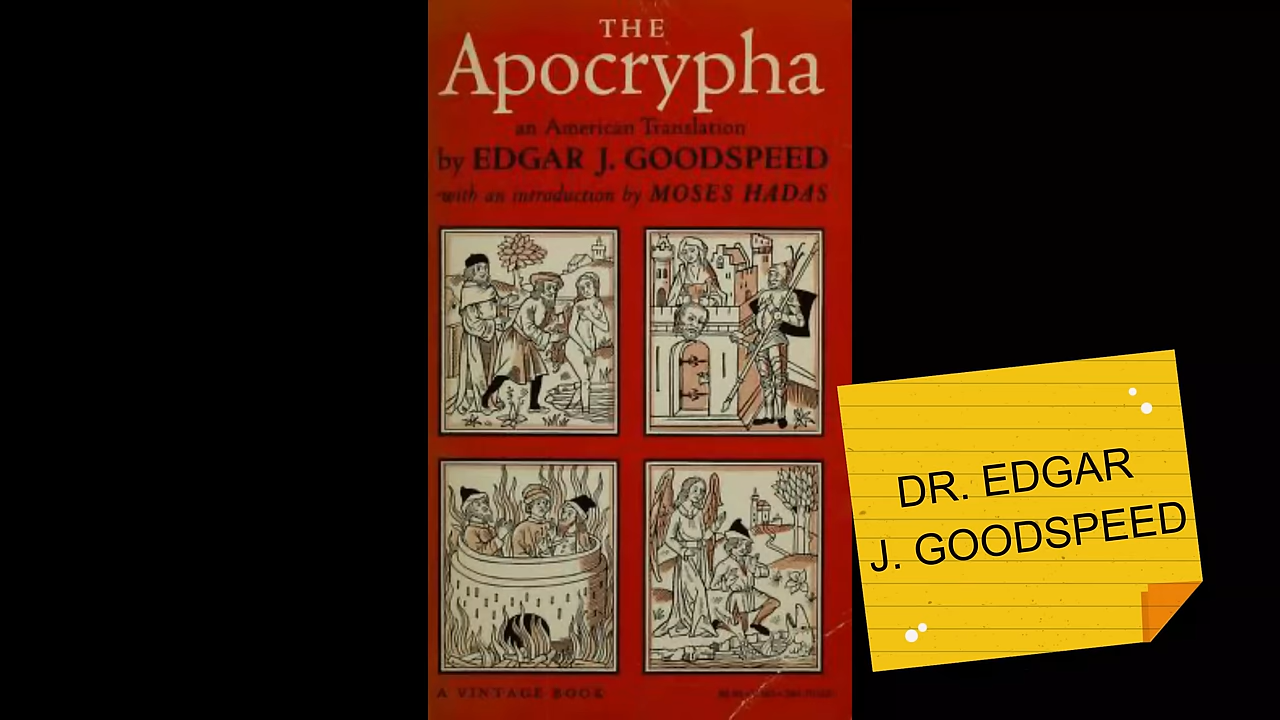 THE
Apocrypha
an American Translation
by EDGAR J. GOODSPEED
with an introduction by MOSES HADAS
A VINTAGE BOOK
DR. EDGAR
J. GOODSPEED